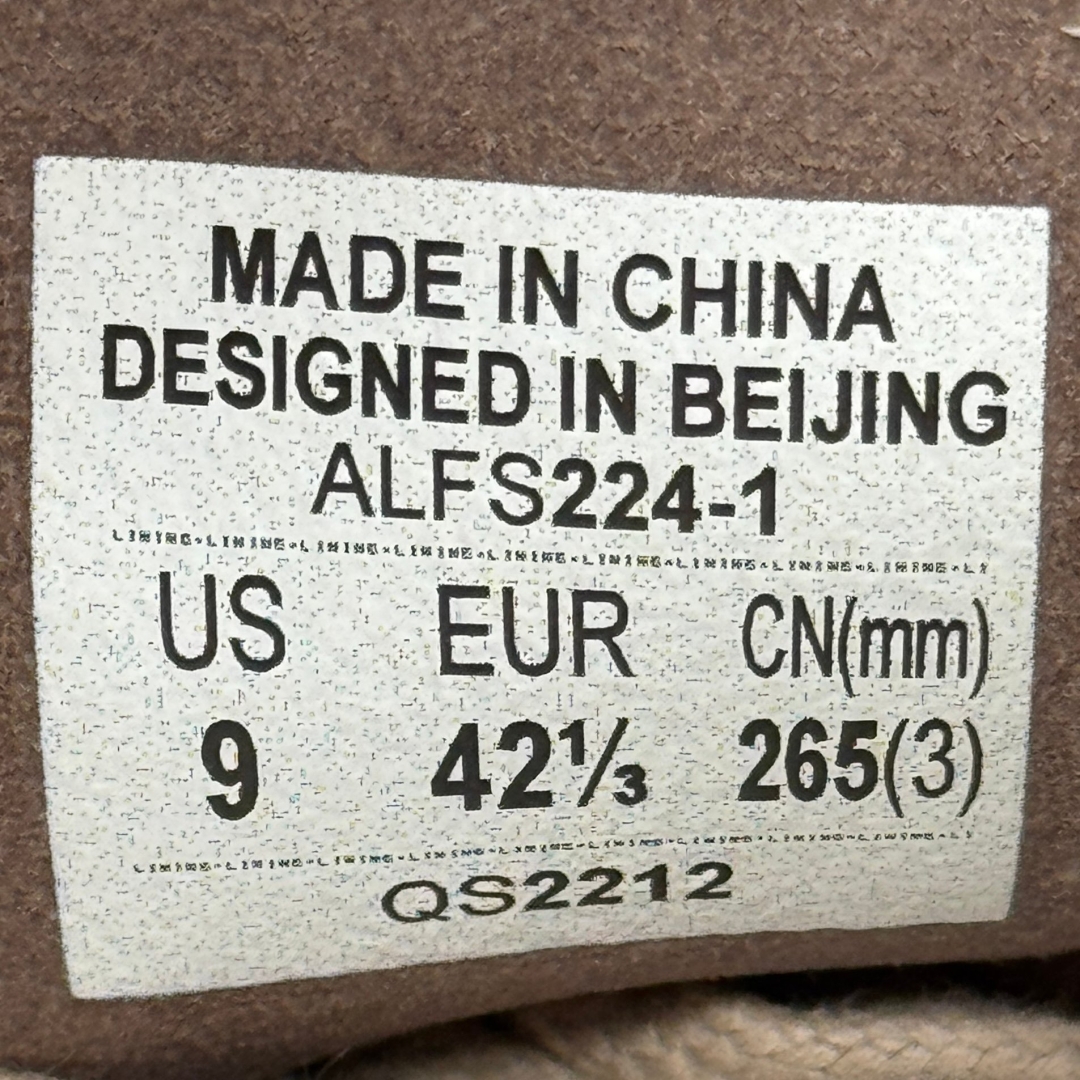 MADE IN CHINA
DESIGNED IN BEIJING
ALFS224-1
US EUR CN(mm)
9 42⅓ 265(3)
QS2212